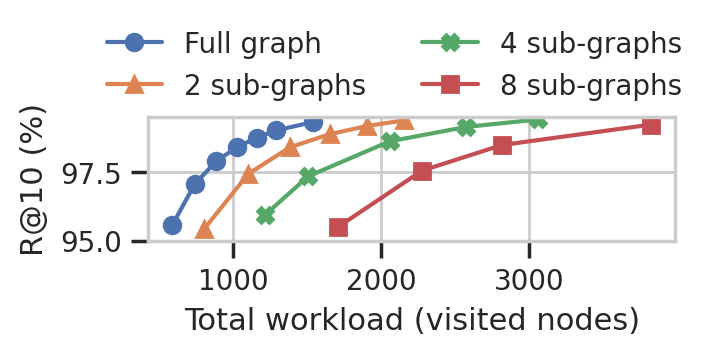 Full graph
4 sub-graphs
2 sub-graphs
8 sub-graphs
R@10 (%)
97.5
95.0
1000
2000
3000
Total workload (visited nodes)